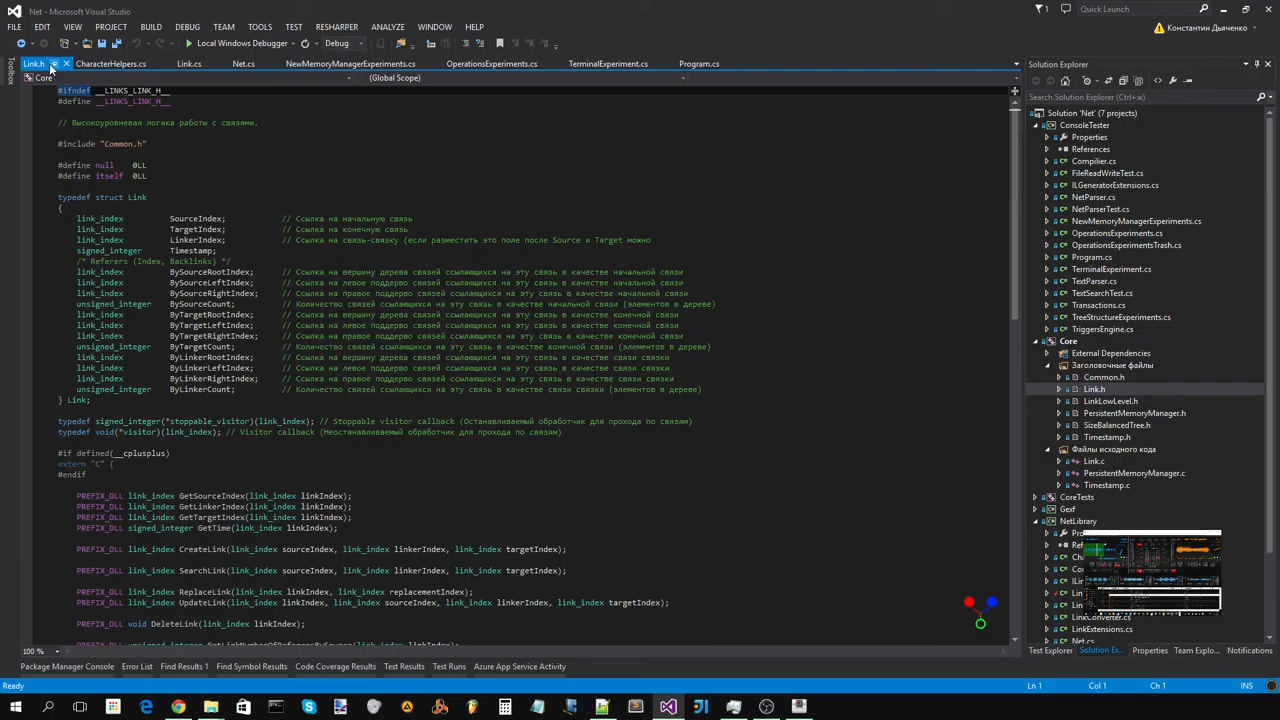 Net - Microsoft Visual Studio
1
Quick Launch (Ctrl+Q)
FILE EDIT VIEW PROJECT BUILD DEBUG TEAM TOOLS TEST RESHARPER ANALYZE WINDOW HELP
Константин Дьяченко
Local Windows Debugger Debug
Toolbox
Link.h CharacterHelpers.cs Link.cs Net.cs NewMemoryManagerExperiments.cs OperationsExperiments.cs TerminalExperiment.cs Program.cs
Core (Global Scope)
#ifndef __LINKS_LINK_H__
#define __LINKS_LINK_H__
// Высокоуровневая логика работы с связями.
#include "Common.h"
#define null 0LL
#define itself 0LL
typedef struct Link
{
link_index SourceIndex; // Ссылка на начальную связь
link_index TargetIndex; // Ссылка на конечную связь
link_index LinkerIndex; // Ссылка на связь-связку (если разместить это поле после Source и Target можно
signed_integer Timestamp;
/* Referers (Index, Backlinks) */
link_index BySourceRootIndex; // Ссылка на вершину дерева связей ссылающихся на эту связь в качестве начальной связи
link_index BySourceLeftIndex; // Ссылка на левое поддерво связей ссылающихся на эту связь в качестве начальной связи
link_index BySourceRightIndex; // Ссылка на правое поддерво связей ссылающихся на эту связь в качестве начальной связи
unsigned_integer BySourceCount; // Количество связей ссылающихся на эту связь в качестве начальной связи (элементов в дереве)
link_index ByTargetRootIndex; // Ссылка на вершину дерева связей ссылающихся на эту связь в качестве конечной связи
link_index ByTargetLeftIndex; // Ссылка на левое поддерво связей ссылающихся на эту связь в качестве конечной связи
link_index ByTargetRightIndex; // Ссылка на правое поддерво связей ссылающихся на эту связь в качестве конечной связи
unsigned_integer ByTargetCount; // Количество связей ссылающихся на эту связь в качестве конечной связи (элементов в дереве)
link_index ByLinkerRootIndex; // Ссылка на вершину дерева связей ссылающихся на эту связь в качестве связи связки
link_index ByLinkerLeftIndex; // Ссылка на левое поддерво связей ссылающихся на эту связь в качестве связи связки
link_index ByLinkerRightIndex; // Ссылка на правое поддерво связей ссылающихся на эту связь в качестве связи связки
unsigned_integer ByLinkerCount; // Количество связей ссылающихся на эту связь в качестве связи связки (элементов в дереве)
} Link;
typedef signed_integer(*stoppable_visitor)(link_index); // Stoppable visitor callback (Останавливаемый обработчик для прохода по связям)
typedef void(*visitor)(link_index); // Visitor callback (Неостанавливаемый обработчик для прохода по связям)
#if defined(__cplusplus)
extern "C" {
#endif
PREFIX_DLL link_index GetSourceIndex(link_index linkIndex);
PREFIX_DLL link_index GetLinkerIndex(link_index linkIndex);
PREFIX_DLL link_index GetTargetIndex(link_index linkIndex);
PREFIX_DLL signed_integer GetTime(link_index linkIndex);
PREFIX_DLL link_index CreateLink(link_index sourceIndex, link_index linkerIndex, link_index targetIndex);
PREFIX_DLL link_index SearchLink(link_index sourceIndex, link_index linkerIndex, link_index targetIndex);
PREFIX_DLL link_index ReplaceLink(link_index linkIndex, link_index replacementIndex);
PREFIX_DLL link_index UpdateLink(link_index linkIndex, link_index sourceIndex, link_index linkerIndex, link_index targetIndex);
PREFIX_DLL void DeleteLink(link_index linkIndex);
PREFIX_DLL unsigned_integer GetLinkNumberOfReferersBySource(link_index linkIndex);
100 %
Solution Explorer
Search Solution Explorer (Ctrl+ж)
Solution 'Net' (7 projects)
ConsoleTester
Properties
References
Compilier.cs
FileReadWriteTest.cs
ILGeneratorExtensions.cs
NetParser.cs
NetParserTest.cs
NewMemoryManagerExperiments.cs
OperationsExperiments.cs
OperationsExperimentsTrash.cs
Program.cs
TerminalExperiment.cs
TextParser.cs
TextSearchTest.cs
Transactions.cs
TreeStructureExperiments.cs
TriggersEngine.cs
Core
External Dependencies
Заголовочные файлы
Common.h
Link.h
LinkLowLevel.h
PersistentMemoryManager.h
SizeBalancedTree.h
Timestamp.h
Файлы исходного кода
Link.c
PersistentMemoryManager.c
Timestamp.c
CoreTests
Gexf
NetLibrary
LinkConverter.cs
LinkExtensions.cs
Net.cs
Test Explorer Solution Ex... Properties Team Explo... Notifications
Package Manager Console Error List Find Results 1 Find Symbol Results Code Coverage Results Test Results Test Runs Azure App Service Activity
Ready Ln 1 Col 1 Ch 1 INS